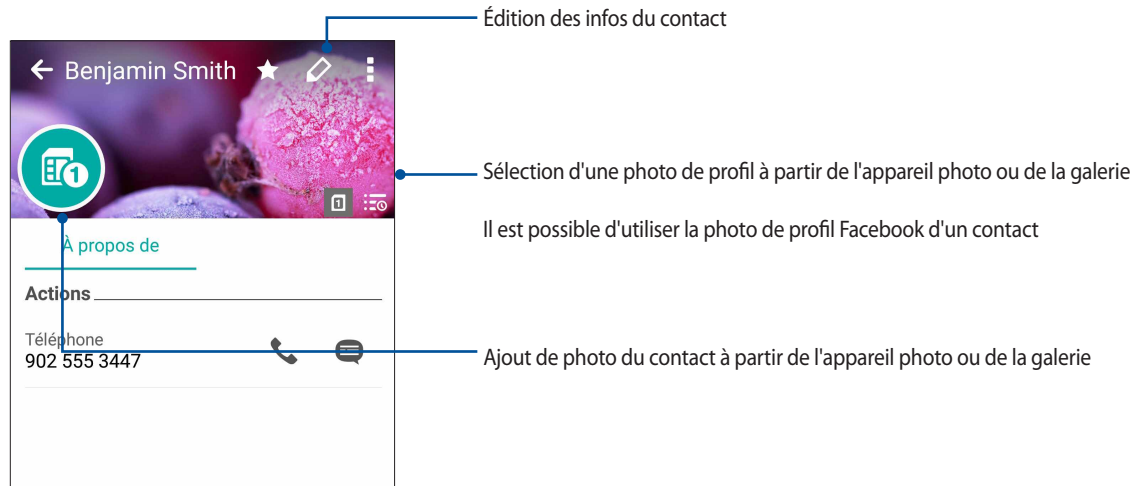 Édition des infos du contact
Benjamin Smith
1
1
Sélection d'une photo de profil à partir de l'appareil photo ou de la galerie
Il est possible d'utiliser la photo de profil Facebook d'un contact
À propos de
Actions
Téléphone
902 555 3447
Ajout de photo du contact à partir de l'appareil photo ou de la galerie